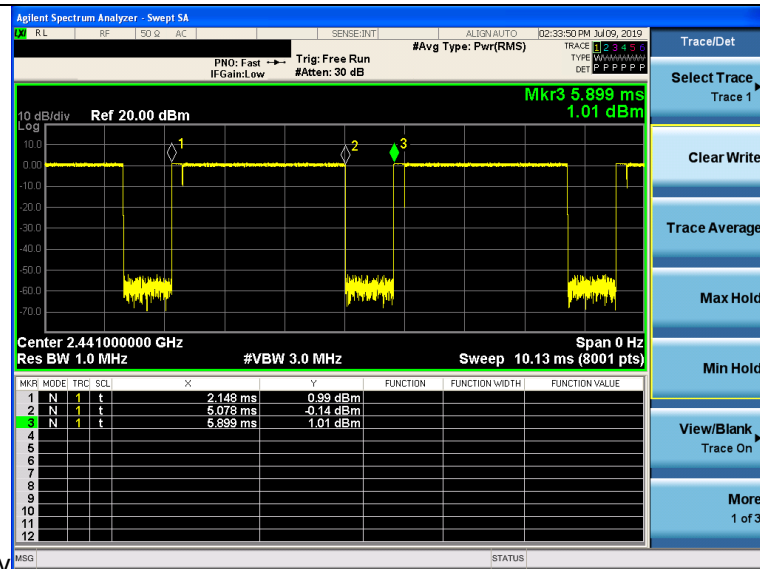 Agilent Spectrum Analyzer - Swept SA
LXI RL RF 50 Ω AC SENSE:INT ALIGN AUTO 02:33:50 PM Jul 09, 2019
#Avg Type: Pwr(RMS) TRACE 1 2 3 4 5 6
TYPE WWWWWW
DET P P P P P P
PNO: Fast Trig: Free Run
IFGain:Low #Atten: 30 dB
Mkr3 5.899 ms
1.01 dBm
10 dB/div Ref 20.00 dBm
Log
10.0
0.00
-10.0
-20.0
-30.0
-40.0
-50.0
-60.0
-70.0
1
2
3
Center 2.441000000 GHz Span 0 Hz
Res BW 1.0 MHz #VBW 3.0 MHz Sweep 10.13 ms (8001 pts)
MKR MODE TRC SCL X Y FUNCTION FUNCTION WIDTH FUNCTION VALUE
1 N 1 t 2.148 ms 0.99 dBm
2 N 1 t 5.078 ms -0.14 dBm
3 N 1 t 5.899 ms 1.01 dBm
4
5
6
7
8
9
10
11
12
MSG STATUS
Trace/Det
Select Trace
Trace 1
Clear Write
Trace Average
Max Hold
Min Hold
View/Blank
Trace On
More
1 of 3